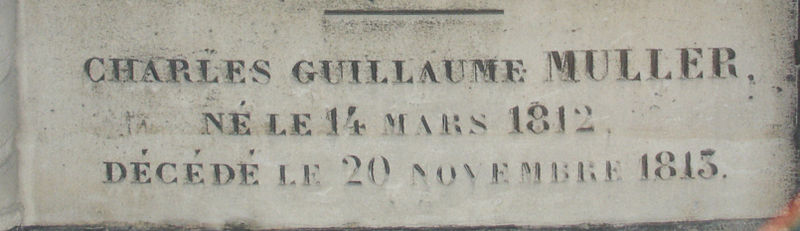 CHARLES GUILLAUME MULLER,
NÉ LE 14 MARS 1812,
DÉCÉDÉ LE 20 NOVEMBRE 1813.